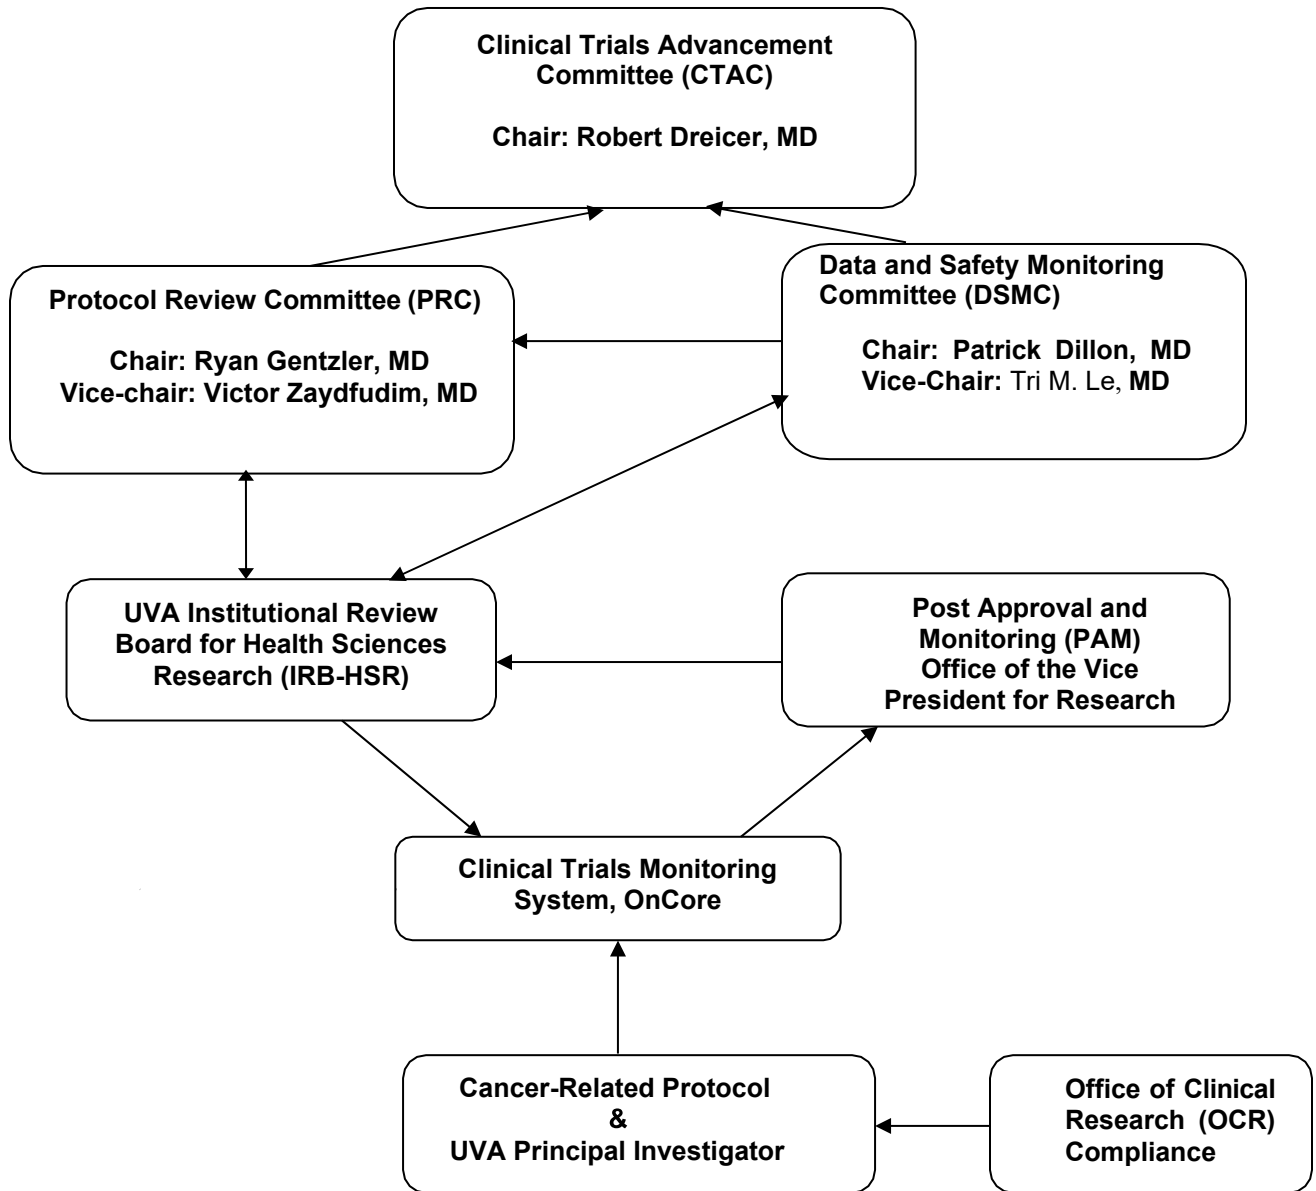 Clinical Trials Advancement
Committee (CTAC)
Chair: Robert Dreicer, MD
Protocol Review Committee (PRC)
Chair: Ryan Gentzler, MD
Vice-chair: Victor Zaydfudim, MD
Data and Safety Monitoring
Committee (DSMC)
Chair: Patrick Dillon, MD
Vice-Chair: Tri M. Le, MD
UVA Institutional Review
Board for Health Sciences
Research (IRB-HSR)
Post Approval and
Monitoring (PAM)
Office of the Vice
President for Research
Clinical Trials Monitoring
System, OnCore
Cancer-Related Protocol
&
UVA Principal Investigator
Office of Clinical
Research (OCR)
Compliance